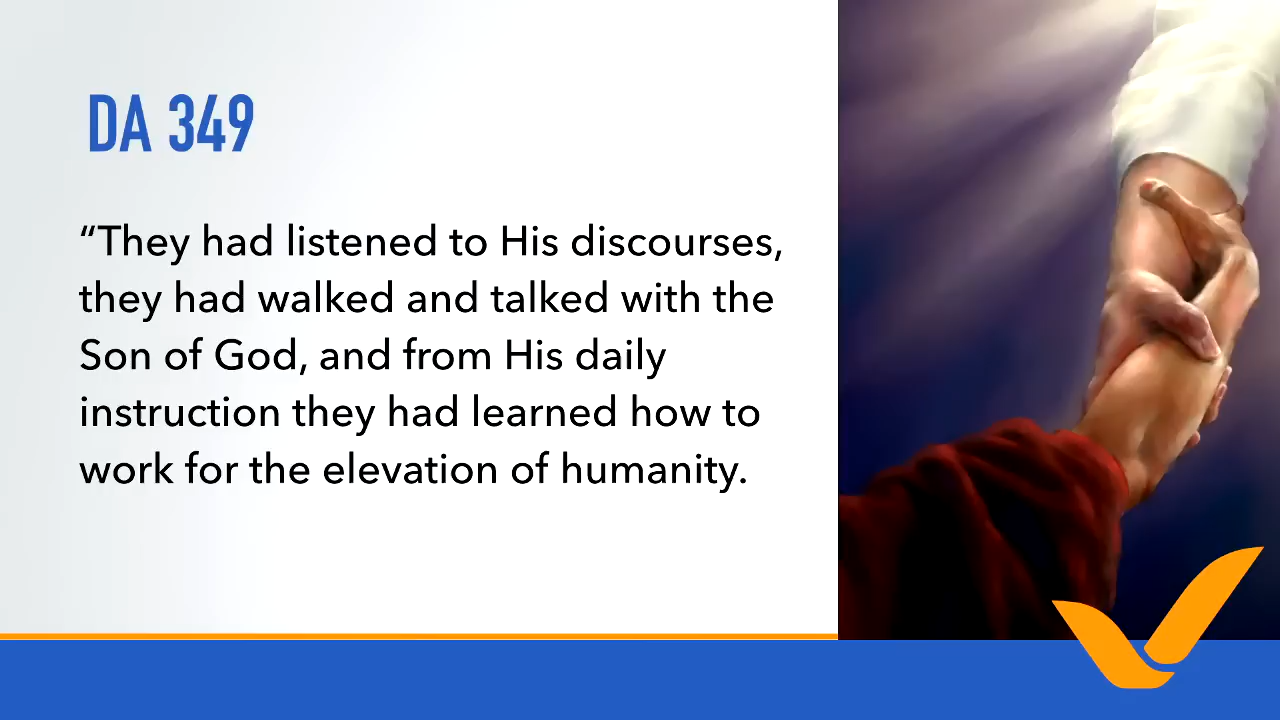 DA 349
“They had listened to His discourses,
they had walked and talked with the
Son of God, and from His daily
instruction they had learned how to
work for the elevation of humanity.